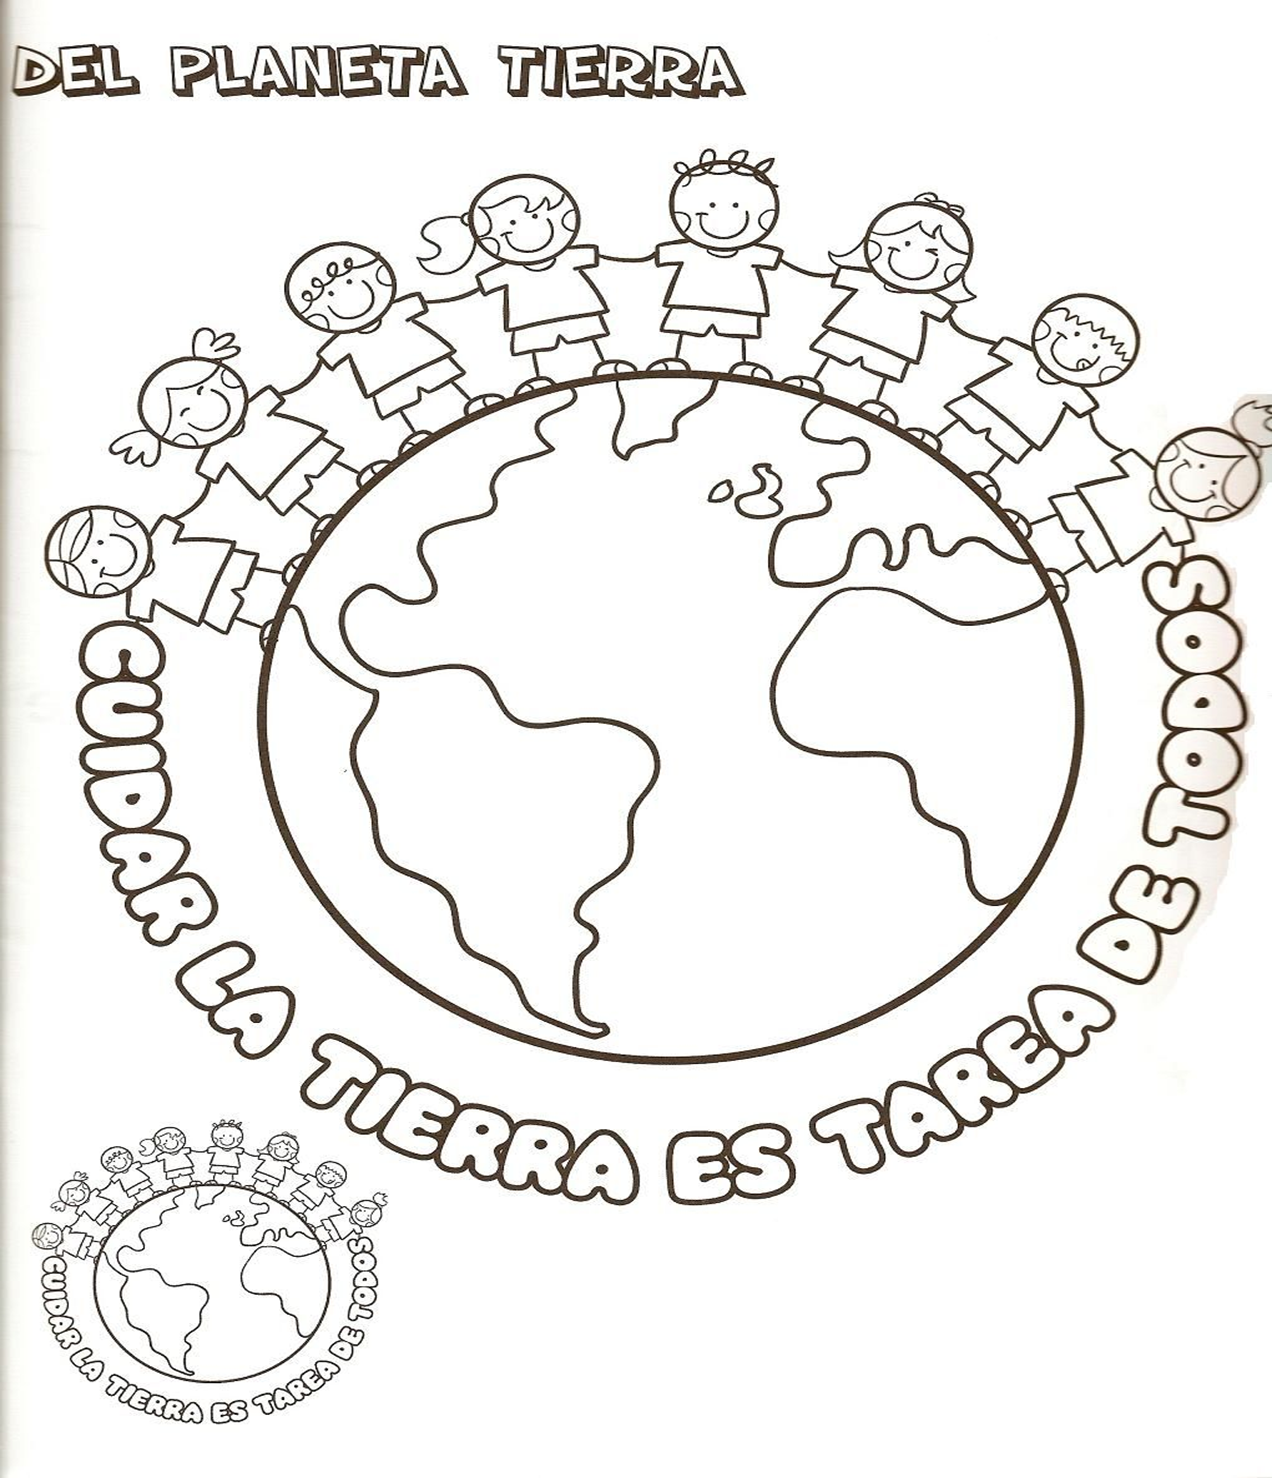 DEL PLANETA TIERRA
CUIDAR LA TIERRA ES TAREA DE TODOS
CUIDAR LA TIERRA ES TAREA DE TODOS